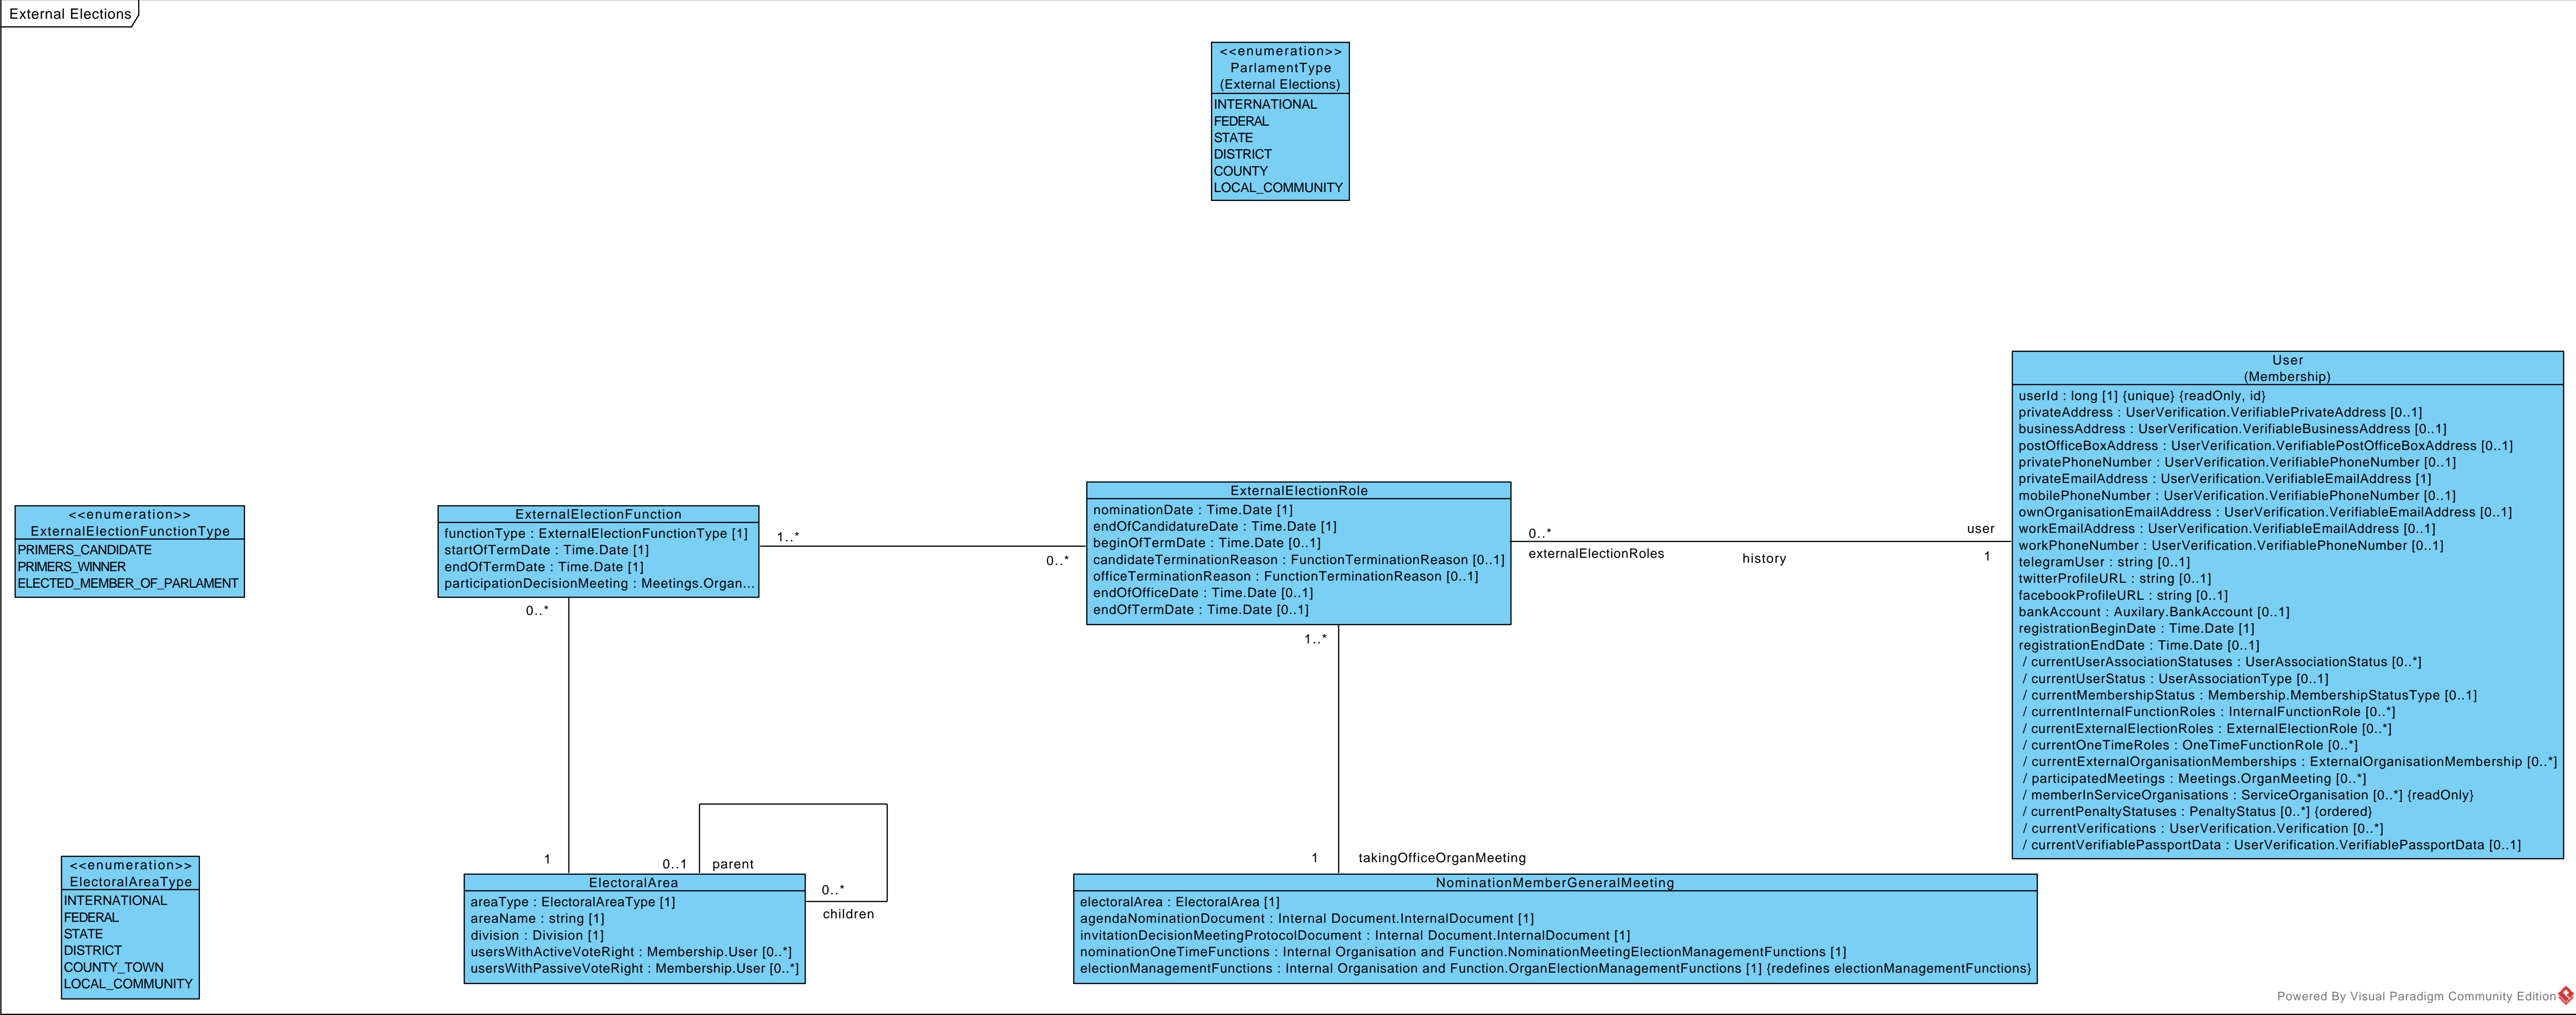 External Elections
<<enumeration>>
ParlamentType
(External Elections)
INTERNATIONAL
FEDERAL
STATE
DISTRICT
COUNTY
LOCAL_COMMUNITY
User
(Membership)
userId : long [1] {unique} {readOnly, id}
privateAddress : UserVerification.VerifiablePrivateAddress [0..1]
businessAddress : UserVerification.VerifiableBusinessAddress [0..1]
postOfficeBoxAddress : UserVerification.VerifiablePostOfficeBoxAddress [0..1]
privatePhoneNumber : UserVerification.VerifiablePhoneNumber [0..1]
privateEmailAddress : UserVerification.VerifiableEmailAddress [1]
mobilePhoneNumber : UserVerification.VerifiablePhoneNumber [0..1]
ownOrganisationEmailAddress : UserVerification.VerifiableEmailAddress [0..1]
workEmailAddress : UserVerification.VerifiableEmailAddress [0..1]
workPhoneNumber : UserVerification.VerifiablePhoneNumber [0..1]
telegramUser : string [0..1]
twitterProfileURL : string [0..1]
facebookProfileURL : string [0..1]
bankAccount : Auxilary.BankAccount [0..1]
registrationBeginDate : Time.Date [1]
registrationEndDate : Time.Date [0..1]
/ currentUserAssociationStatuses : UserAssociationStatus [0..*]
/ currentUserStatus : UserAssociationType [0..1]
/ currentMembershipStatus : Membership.MembershipStatusType [0..1]
/ currentInternalFunctionRoles : InternalFunctionRole [0..*]
/ currentExternalElectionRoles : ExternalElectionRole [0..*]
/ currentOneTimeRoles : OneTimeFunctionRole [0..*]
/ currentExternalOrganisationMemberships : ExternalOrganisationMembership [0..*]
/ participatedMeetings : Meetings.OrganMeeting [0..*]
/ memberInServiceOrganisations : ServiceOrganisation [0..*] {readOnly}
/ currentPenaltyStatuses : PenaltyStatus [0..*] {ordered}
/ currentVerifications : UserVerification.Verification [0..*]
/ currentVerifiablePassportData : UserVerification.VerifiablePassportData [0..1]
<<enumeration>>
ExternalElectionFunctionType
PRIMERS_CANDIDATE
PRIMERS_WINNER
ELECTED_MEMBER_OF_PARLAMENT
ExternalElectionFunction
functionType : ExternalElectionFunctionType [1]
startOfTermDate : Time.Date [1]
endOfTermDate : Time.Date [1]
participationDecisionMeeting : Meetings.Organ...
1..*
0..*
ExternalElectionRole
nominationDate : Time.Date [1]
endOfCandidatureDate : Time.Date [1]
beginOfTermDate : Time.Date [0..1]
candidateTerminationReason : FunctionTerminationReason [0..1]
officeTerminationReason : FunctionTerminationReason [0..1]
endOfOfficeDate : Time.Date [0..1]
endOfTermDate : Time.Date [0..1]
0..*
externalElectionRoles
history
user
1
0..*
1
1..*
1
takingOfficeOrganMeeting
0..1
parent
0..*
children
<<enumeration>>
ElectoralAreaType
INTERNATIONAL
FEDERAL
STATE
DISTRICT
COUNTY_TOWN
LOCAL_COMMUNITY
ElectoralArea
areaType : ElectoralAreaType [1]
areaName : string [1]
division : Division [1]
usersWithActiveVoteRight : Membership.User [0..*]
usersWithPassiveVoteRight : Membership.User [0..*]
NominationMemberGeneralMeeting
electoralArea : ElectoralArea [1]
agendaNominationDocument : Internal Document.InternalDocument [1]
invitationDecisionMeetingProtocolDocument : Internal Document.InternalDocument [1]
nominationOneTimeFunctions : Internal Organisation and Function.NominationMeetingElectionManagementFunctions [1]
electionManagementFunctions : Internal Organisation and Function.OrganElectionManagementFunctions [1] {redefines electionManagementFunctions}
Powered By Visual Paradigm Community Edition